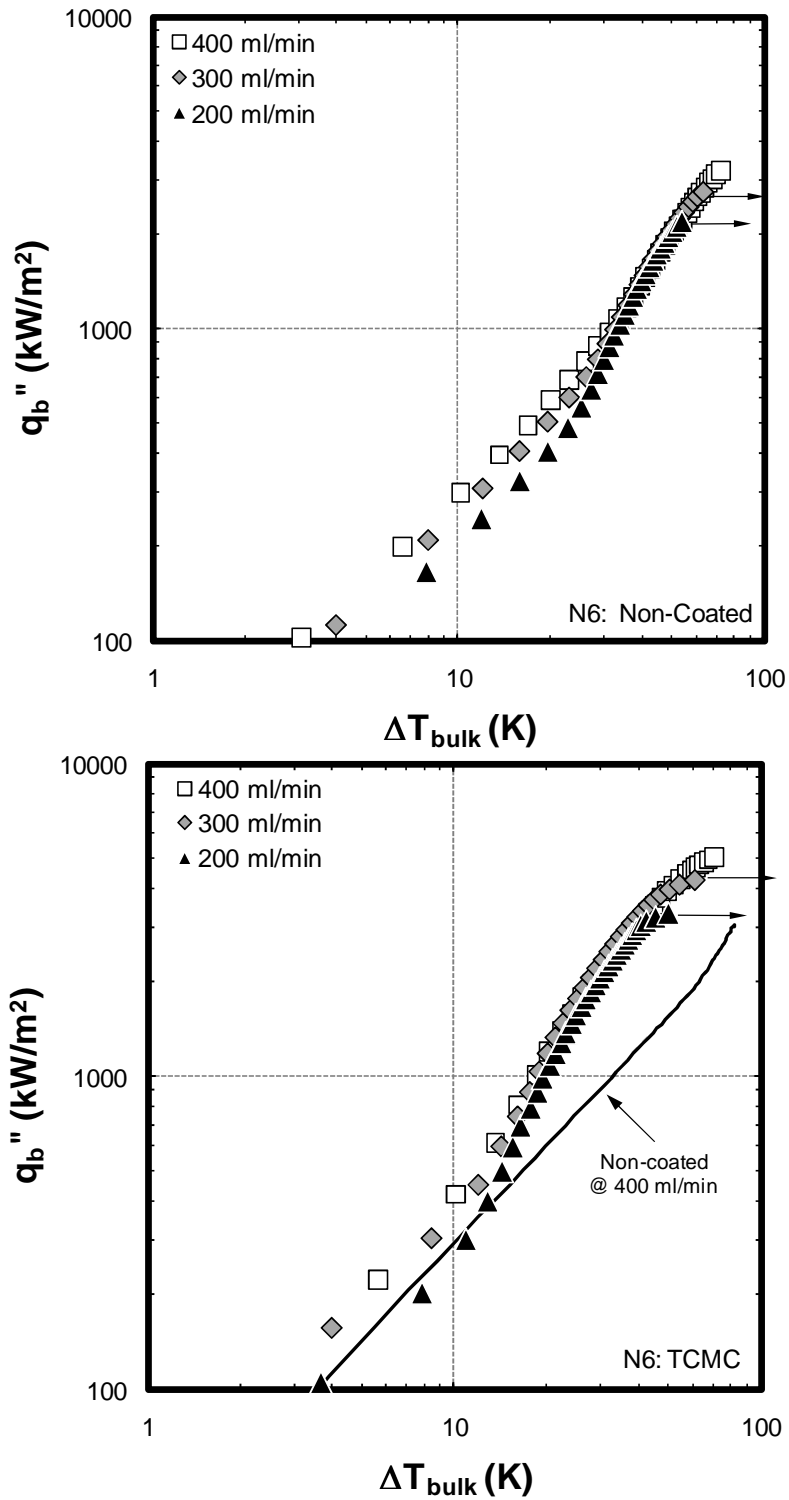 10000
400 ml/min
300 ml/min
200 ml/min
qb" (kW/m2)
1000
N6: Non-Coated
100
1 10 100
ΔTbulk (K)
10000
400 ml/min
300 ml/min
200 ml/min
qb" (kW/m2)
1000
Non-coated
@ 400 ml/min
N6: TCMC
100
1 10 100
ΔTbulk (K)